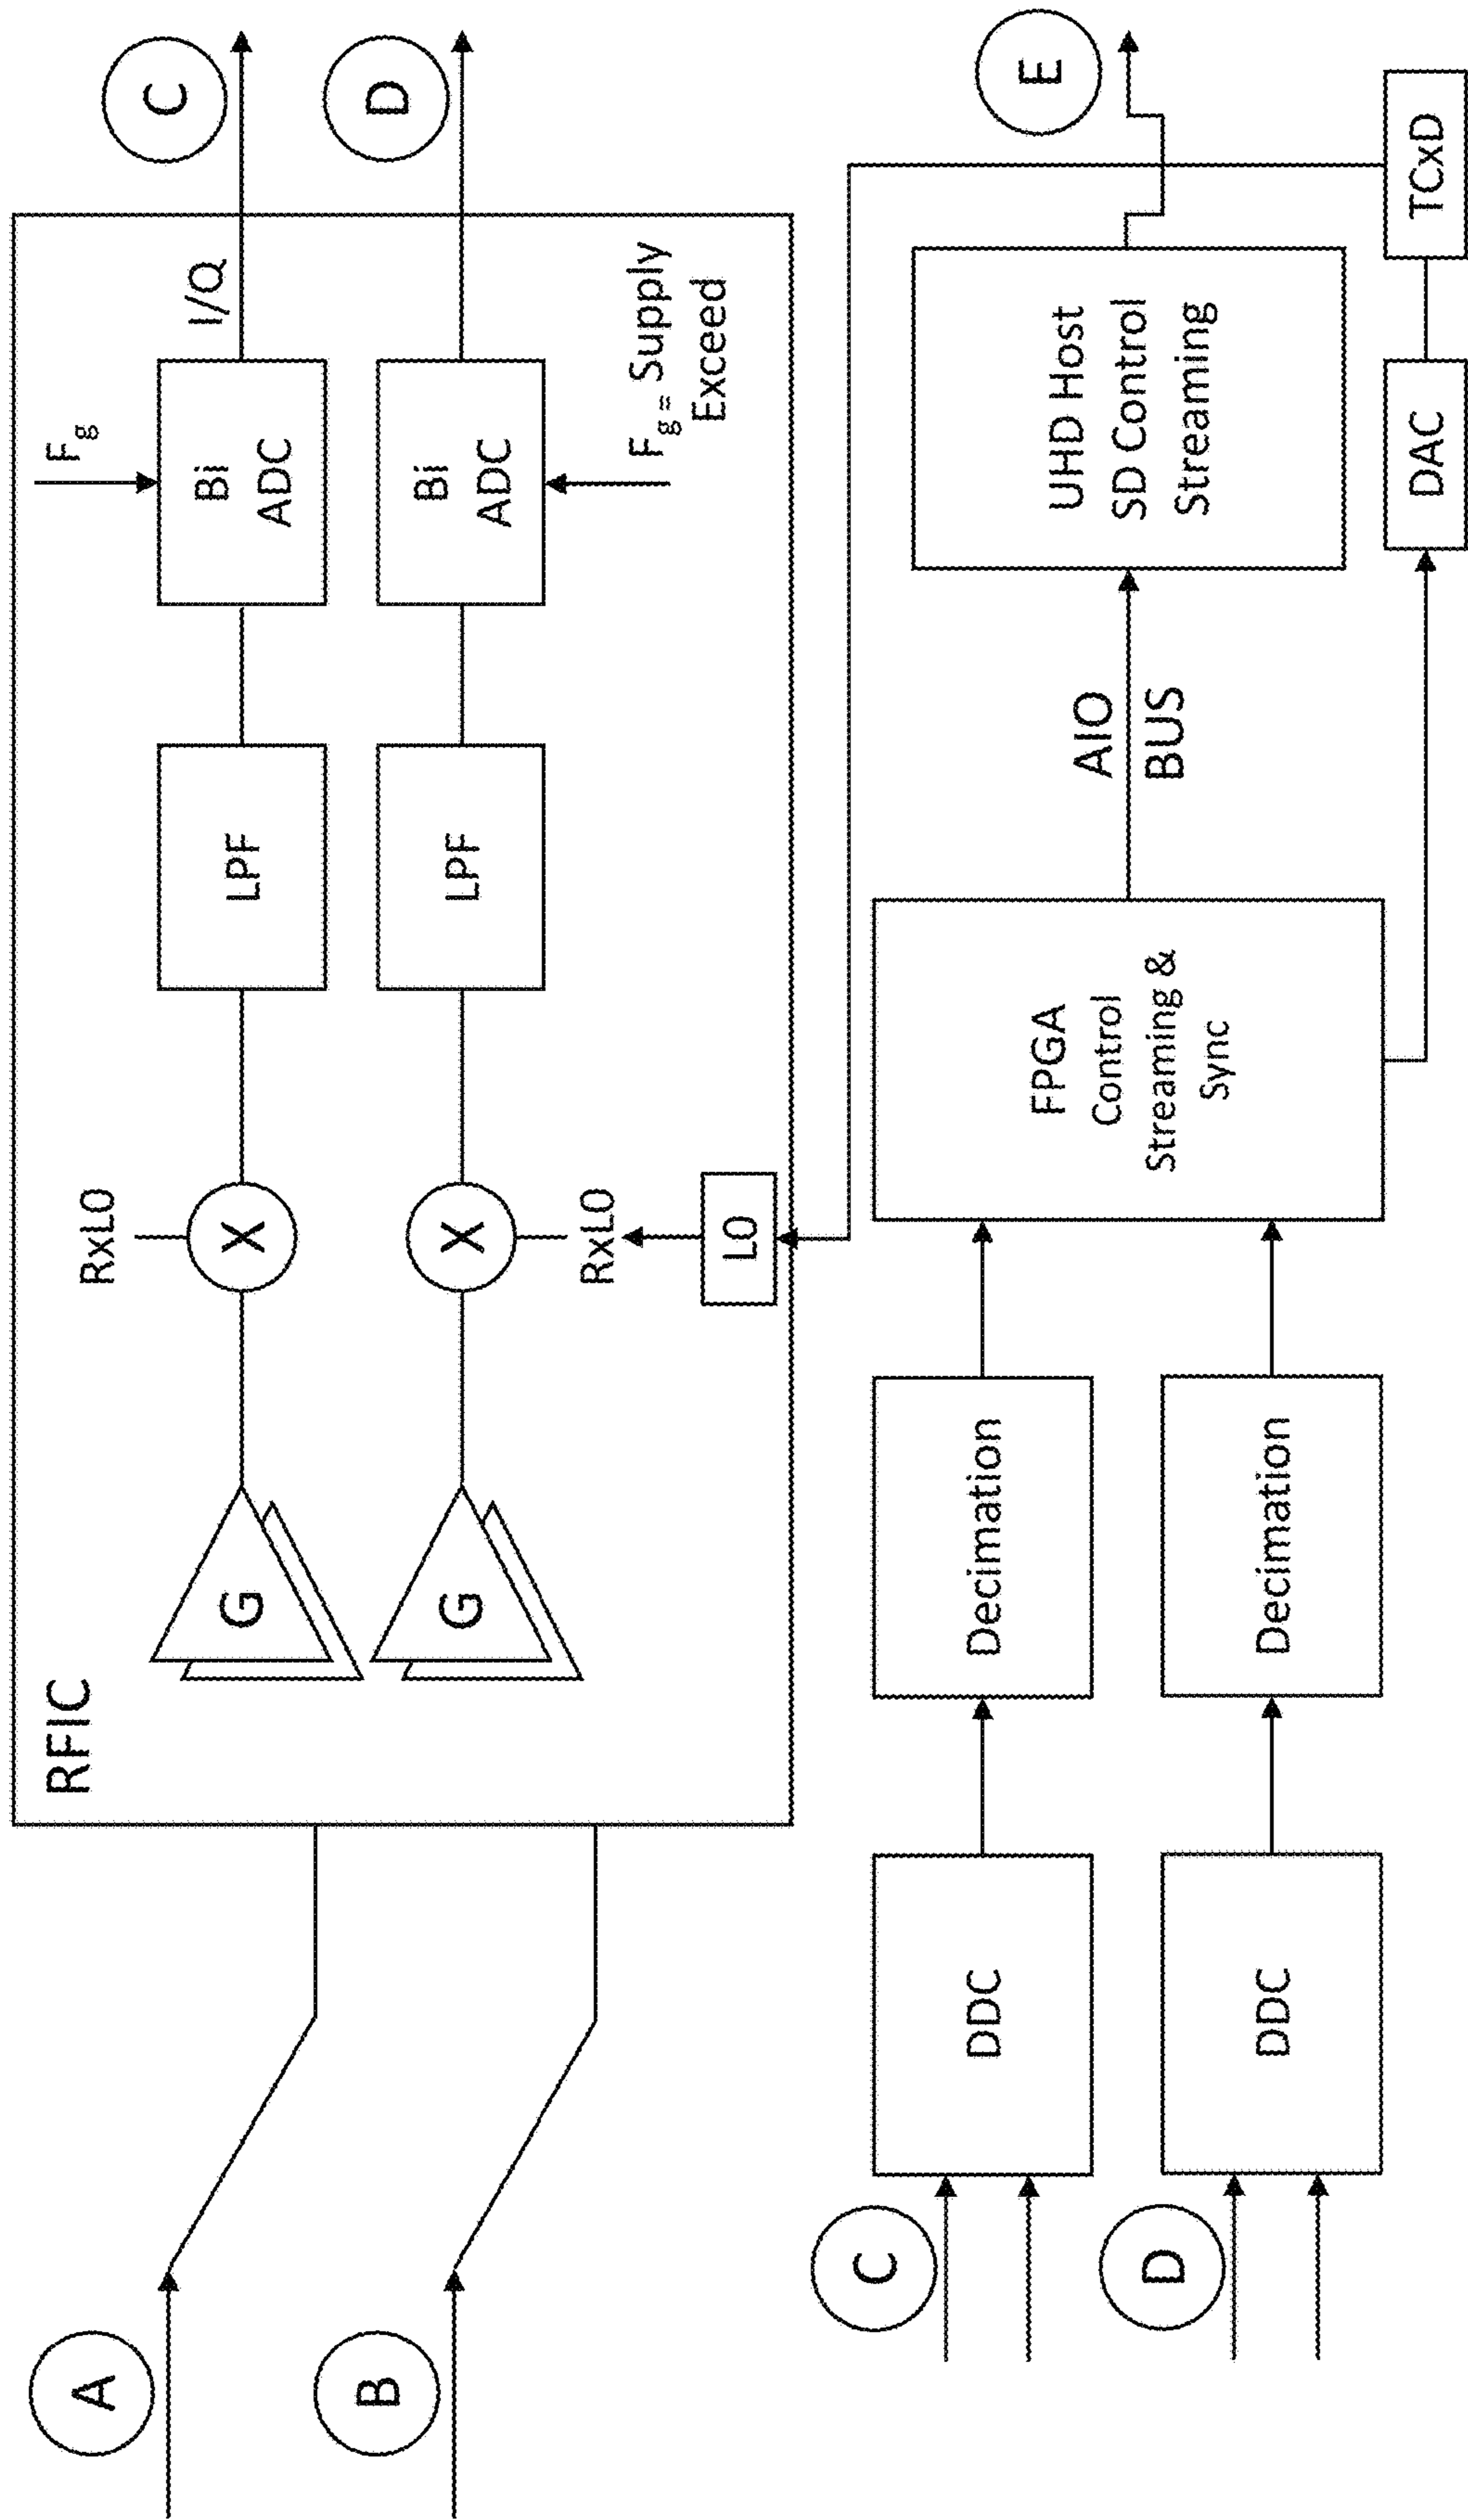 A
B
RFIC
G
G
RxLO
X
X
RxLO
LO
LPF
LPF
F g
Bi
ADC
Bi
ADC
F g = Supply
Exceed
I/Q
C
D
C
D
DDC
DDC
Decimation
Decimation
FPGA
Control
Streaming &
Sync
AIO
BUS
UHD Host
SD Control
Streaming
DAC
TCxD
E